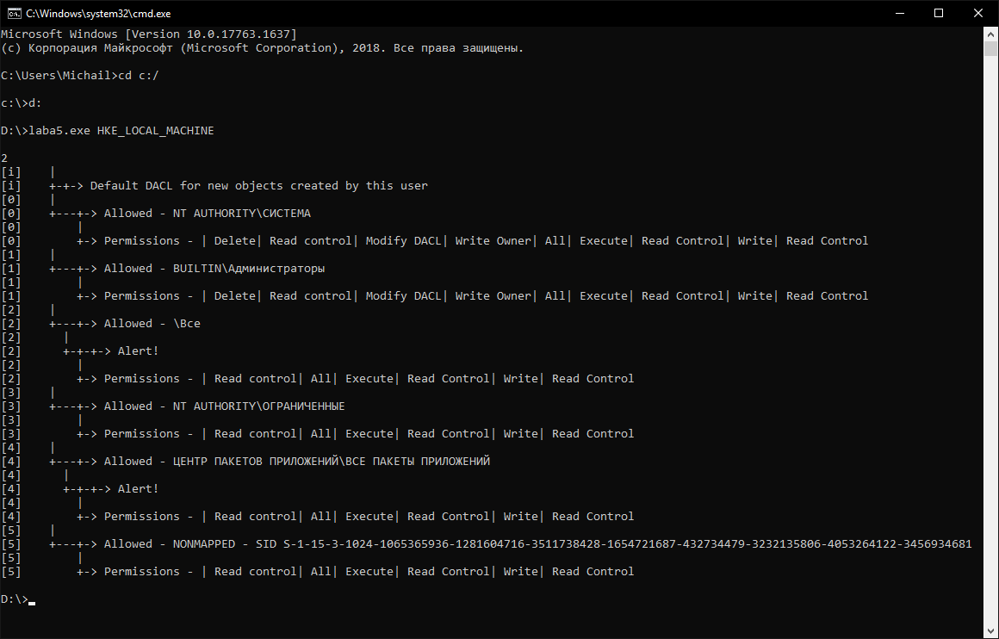 C:\Windows\system32\cmd.exe
Microsoft Windows [Version 10.0.17763.1637]
(c) Корпорация Майкрософт (Microsoft Corporation), 2018. Все права защищены.
C:\Users\Michail>cd c:/
c:\>d:
D:\>laba5.exe HKE_LOCAL_MACHINE
2
[i]    |
[i]    +-+-> Default DACL for new objects created by this user
[0]    |
[0]    +---+-> Allowed - NT AUTHORITY\СИСТЕМА
[0]        |
[0]        +-> Permissions - | Delete| Read control| Modify DACL| Write Owner| All| Execute| Read Control| Write| Read Control
[1]    |
[1]    +---+-> Allowed - BUILTIN\Администраторы
[1]        |
[1]        +-> Permissions - | Delete| Read control| Modify DACL| Write Owner| All| Execute| Read Control| Write| Read Control
[2]    |
[2]    +---+-> Allowed - \Все
[2]      |
[2]      +-+-+-> Alert!
[2]        |
[2]        +-> Permissions - | Read control| All| Execute| Read Control| Write| Read Control
[3]    |
[3]    +---+-> Allowed - NT AUTHORITY\ОГРАНИЧЕННЫЕ
[3]        |
[3]        +-> Permissions - | Read control| All| Execute| Read Control| Write| Read Control
[4]    |
[4]    +---+-> Allowed - ЦЕНТР ПАКЕТОВ ПРИЛОЖЕНИЙ\ВСЕ ПАКЕТЫ ПРИЛОЖЕНИЙ
[4]      |
[4]      +-+-+-> Alert!
[4]        |
[4]        +-> Permissions - | Read control| All| Execute| Read Control| Write| Read Control
[5]    |
[5]    +---+-> Allowed - NONMAPPED - SID S-1-15-3-1024-1065365936-1281604716-3511738428-1654721687-432734479-3232135806-4053264122-3456934681
[5]        |
[5]        +-> Permissions - | Read control| All| Execute| Read Control| Write| Read Control
D:\>